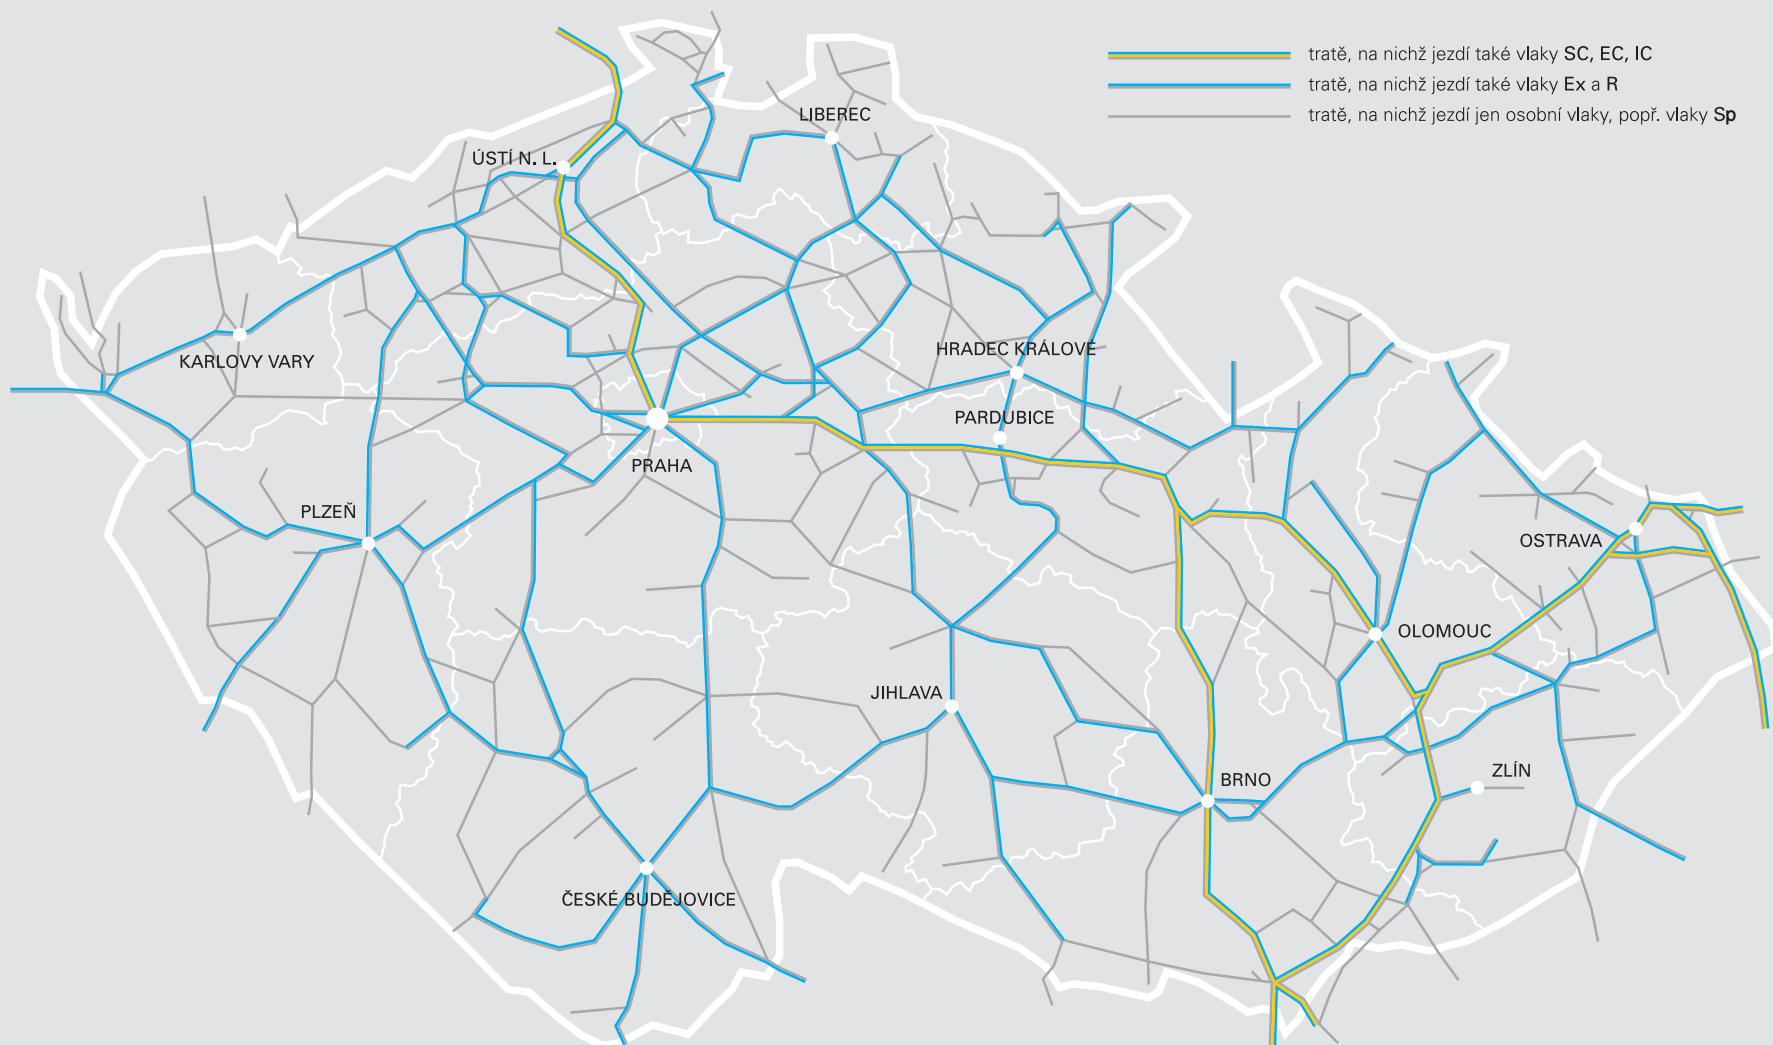 tratě, na nichž jezdí také vlaky SC, EC, IC
tratě, na nichž jezdí také vlaky Ex a R
tratě, na nichž jezdí jen osobní vlaky, popř. vlaky Sp
LIBEREC
ÚSTÍ N. L.
KARLOVY VARY
HRADEC KRÁLOVÉ
PARDUBICE
PRAHA
PLZEŇ
OSTRAVA
OLOMOUC
JIHLAVA
ZLÍN
BRNO
ČESKÉ BUDĚJOVICE